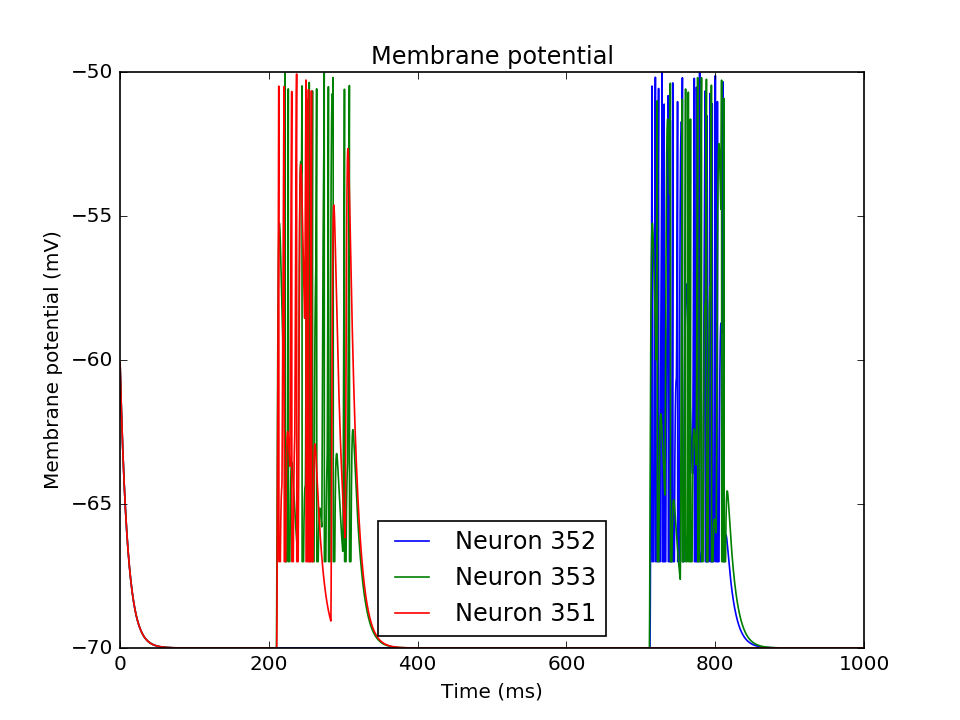 Membrane potential
−50
−55
−60
−65
−70
Membrane potential (mV)
Neuron 352
Neuron 353
Neuron 351
0
200
400
600
800
1000
Time (ms)